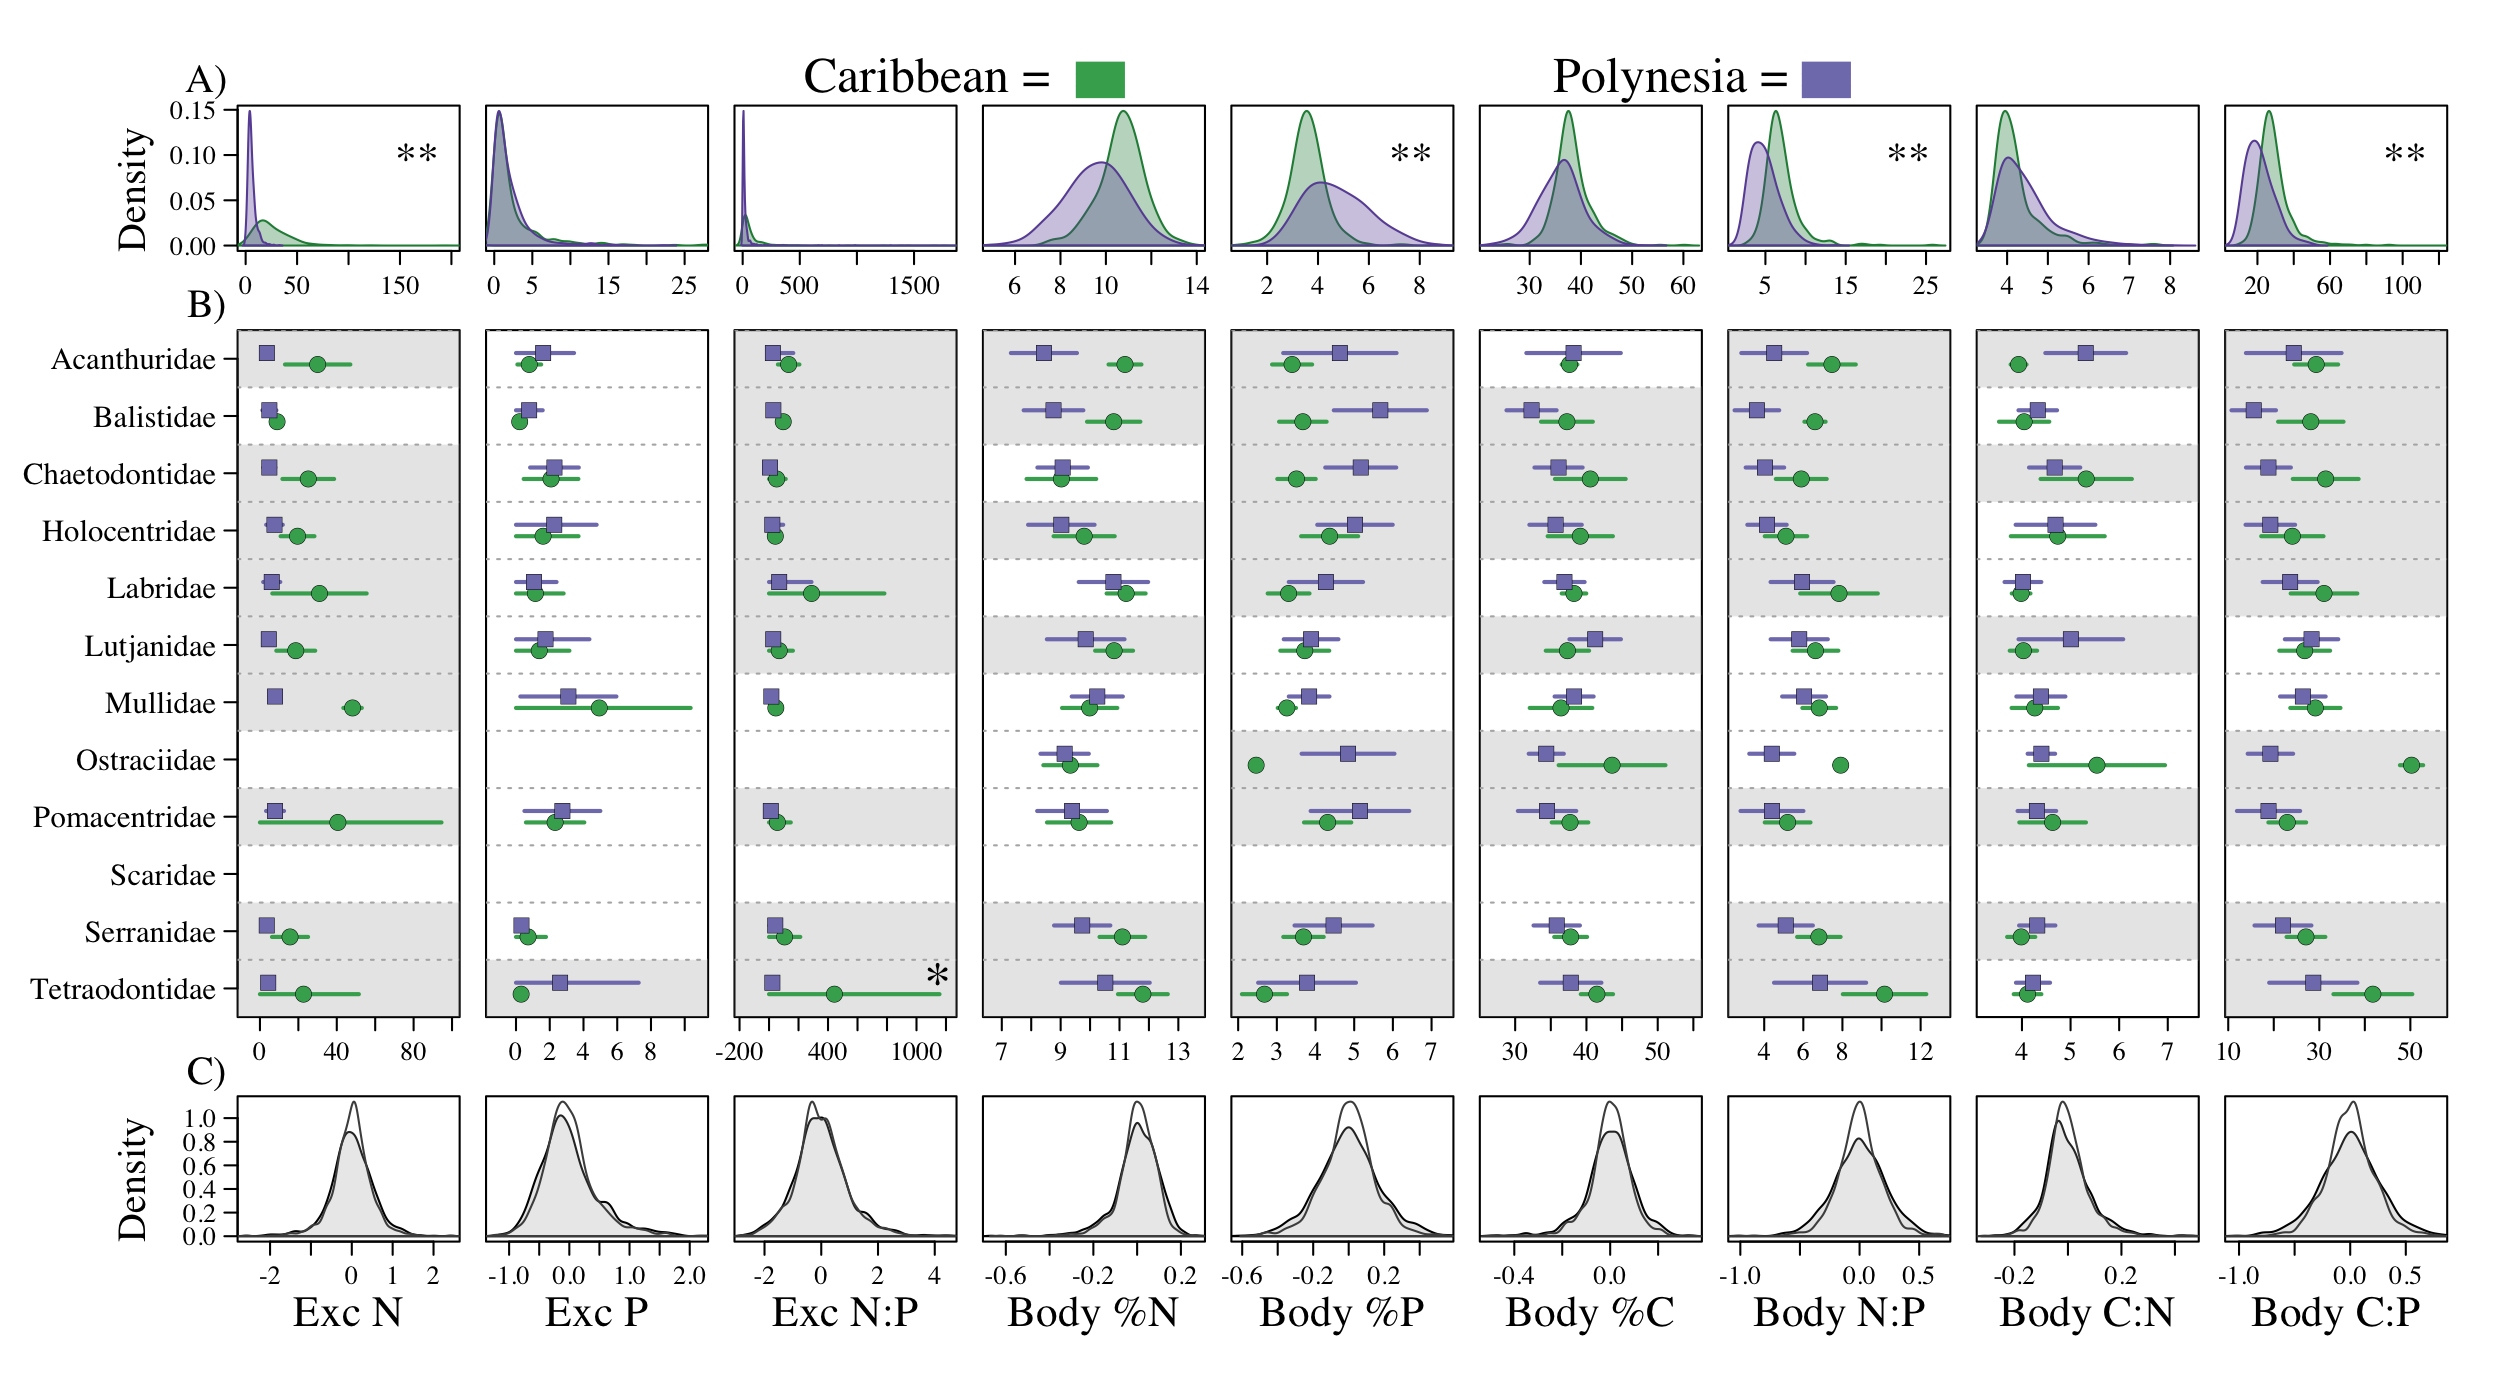 Caribbean = Polynesia =
A)
Density
0.15
0.10
0.05
0.00
** ** ** **
0 50 150 0 5 15 25 0 500 1500 6 8 10 14 2 4 6 8 30 40 50 60 5 15 25 4 5 6 7 8 20 60 100
B)
Acanthuridae
Balistidae
Chaetodontidae
Holocentridae
Labridae
Lutjanidae
Mullidae
Ostraciidae
Pomacentridae
Scaridae
Serranidae
Tetraodontidae
*
0 40 80 0 2 4 6 8 -200 400 1000 7 9 11 13 2 3 4 5 6 7 30 40 50 4 6 8 12 4 5 6 7 10 30 50
C)
Density
1.0
0.8
0.6
0.4
0.2
0.0
-2 0 1 2 -1.0 0.0 1.0 2.0 -2 0 2 4 -0.6 -0.2 0.2 -0.6 -0.2 0.2 -0.4 0.0 -1.0 0.0 0.5 -0.2 0.2 -1.0 0.0 0.5
Exc N Exc P Exc N:P Body %N Body %P Body %C Body N:P Body C:N Body C:P